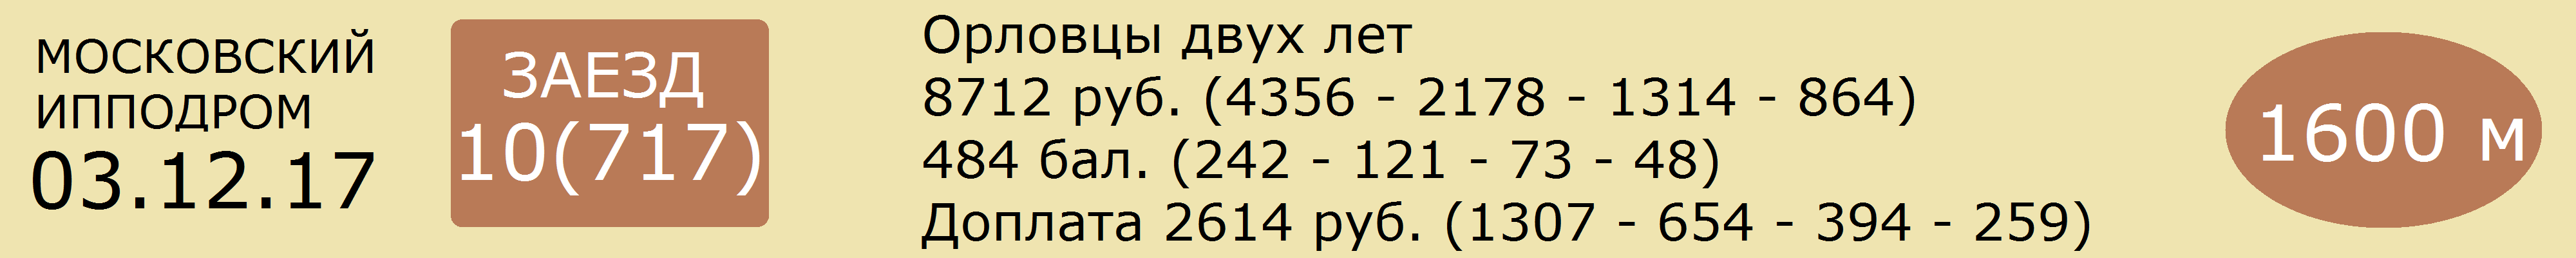 МОСКОВСКИЙ
ИППОДРОМ
03.12.17
ЗАЕЗД
10(717)
Орловцы двух лет
8712 руб. (4356 - 2178 - 1314 - 864)
484 бал. (242 - 121 - 73 - 48)
Доплата 2614 руб. (1307 - 654 - 394 - 259)
1600 м